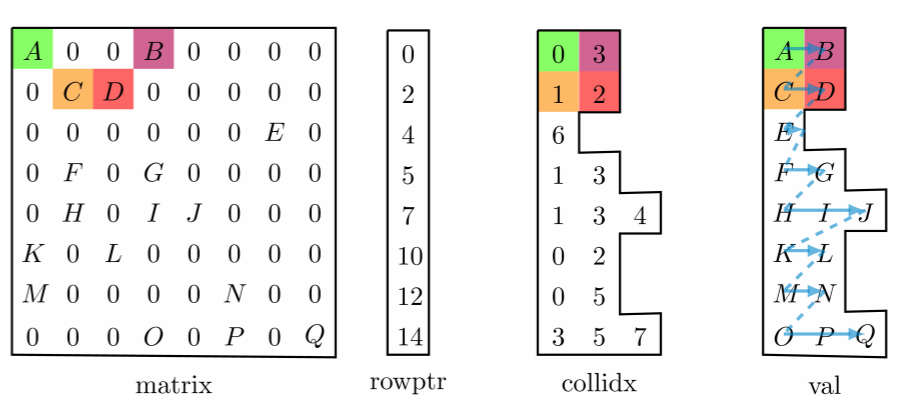 A 0 0 B 0 0 0 0
0 C D 0 0 0 0 0
0 0 0 0 0 0 E 0
0 F 0 G 0 0 0 0
0 H 0 I J 0 0 0
K 0 L 0 0 0 0 0
M 0 0 0 0 N 0 0
0 0 0 O 0 P 0 Q
matrix
0
2
4
5
7
10
12
14
rowptr
0 3
1 2
6
1 3
1 3 4
0 2
0 5
3 5 7
collidx
A B
C D
E
F G
H I J
K L
M N
O P Q
val